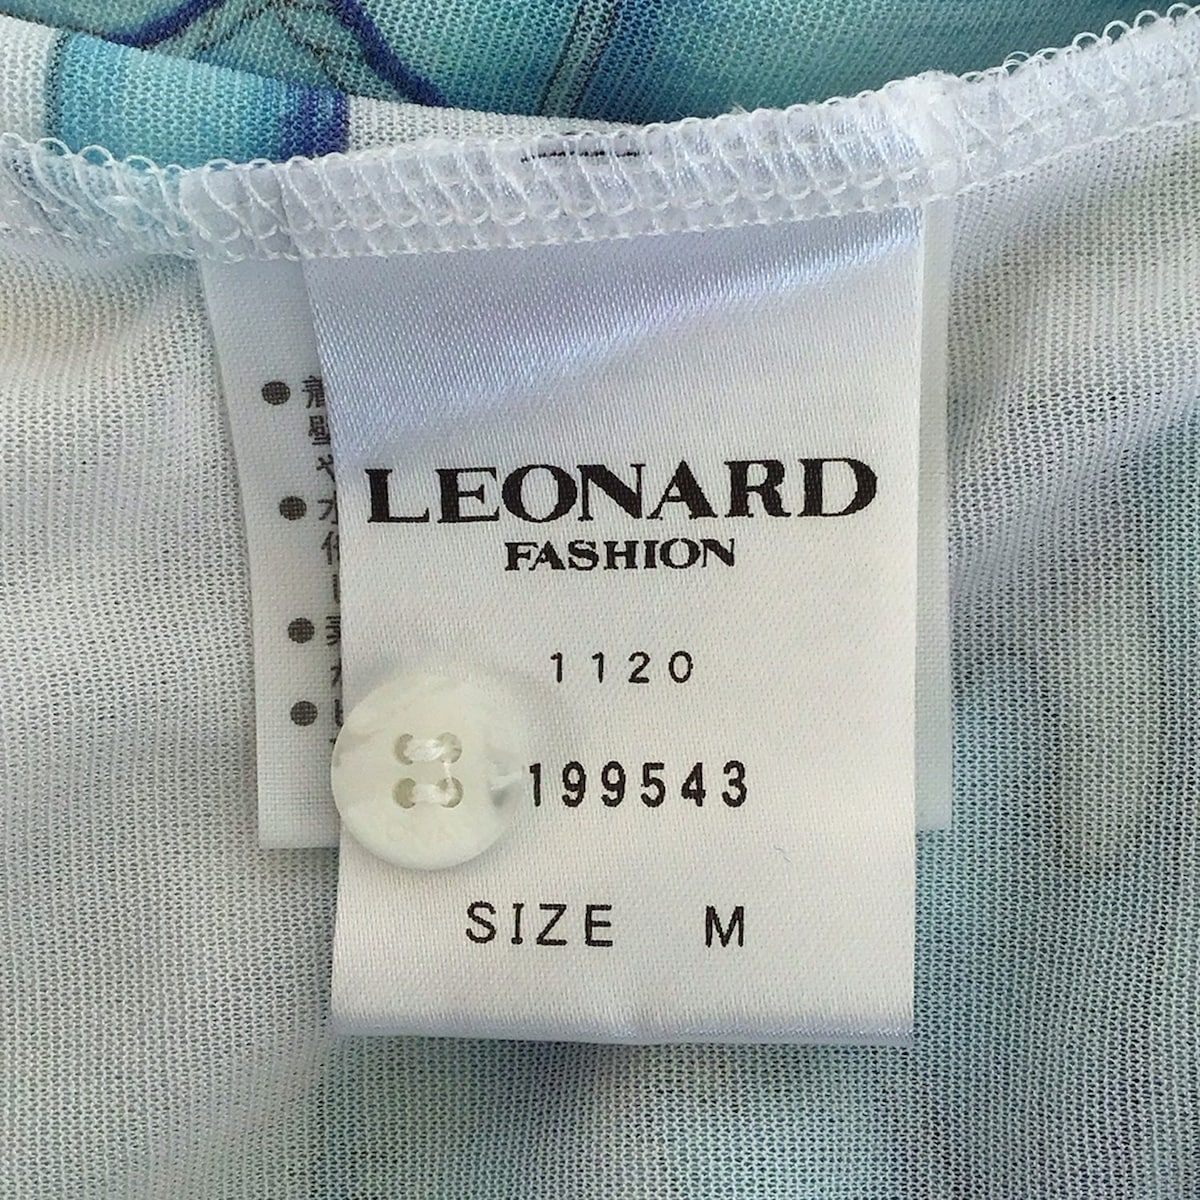 LEONARD
FASHION
1120
199543
SIZE M